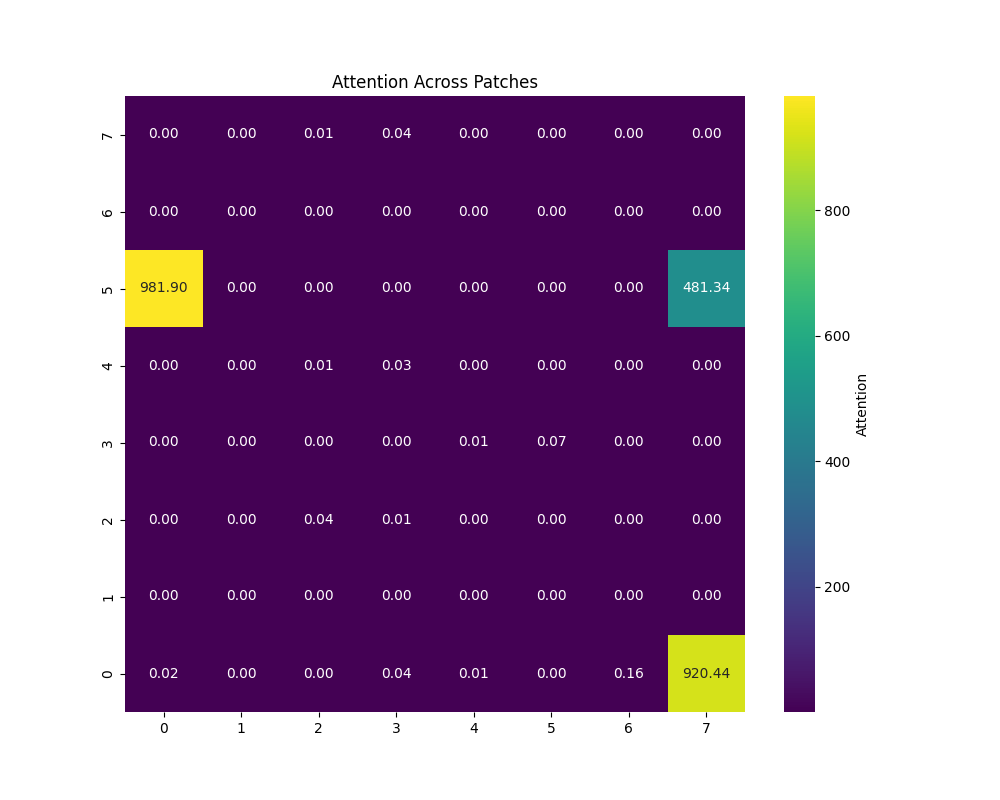 Attention Across Patches
7 0.00 0.00 0.01 0.04 0.00 0.00 0.00 0.00
6 0.00 0.00 0.00 0.00 0.00 0.00 0.00 0.00
800
5 981.90 0.00 0.00 0.00 0.00 0.00 0.00 481.34
600
4 0.00 0.00 0.01 0.03 0.00 0.00 0.00 0.00
Attention
3 0.00 0.00 0.00 0.00 0.01 0.07 0.00 0.00
400
2 0.00 0.00 0.04 0.01 0.00 0.00 0.00 0.00
200
1 0.00 0.00 0.00 0.00 0.00 0.00 0.00 0.00
0 0.02 0.00 0.00 0.04 0.01 0.00 0.16 920.44
0 1 2 3 4 5 6 7